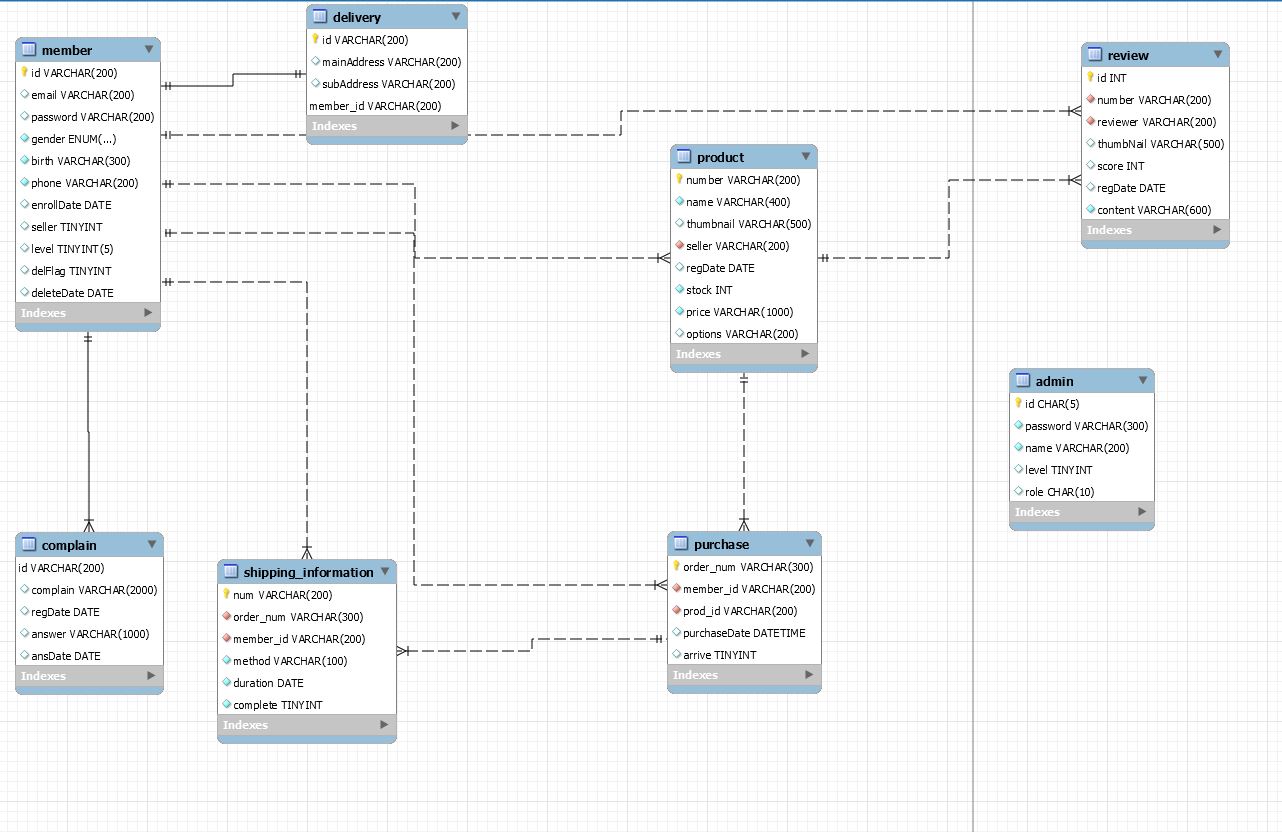 delivery
id VARCHAR(200)
mainAddress VARCHAR(200)
subAddress VARCHAR(200)
member_id VARCHAR(200)
Indexes
member
id VARCHAR(200)
email VARCHAR(200)
password VARCHAR(200)
gender ENUM(...)
birth VARCHAR(300)
phone VARCHAR(200)
enrollDate DATE
seller TINYINT
level TINYINT(5)
delFlag TINYINT
deleteDate DATE
Indexes
review
id INT
number VARCHAR(200)
reviewer VARCHAR(200)
thumbNail VARCHAR(500)
score INT
regDate DATE
content VARCHAR(600)
Indexes
product
number VARCHAR(200)
name VARCHAR(400)
thumbnail VARCHAR(500)
seller VARCHAR(200)
regDate DATE
stock INT
price VARCHAR(1000)
options VARCHAR(200)
Indexes
admin
id CHAR(5)
password VARCHAR(300)
name VARCHAR(200)
level TINYINT
role CHAR(10)
Indexes
complain
id VARCHAR(200)
complain VARCHAR(2000)
regDate DATE
answer VARCHAR(1000)
ansDate DATE
Indexes
shipping_information
num VARCHAR(200)
order_num VARCHAR(300)
member_id VARCHAR(200)
method VARCHAR(100)
duration DATE
complete TINYINT
Indexes
purchase
order_num VARCHAR(300)
member_id VARCHAR(200)
prod_id VARCHAR(200)
purchaseDate DATETIME
arrive TINYINT
Indexes